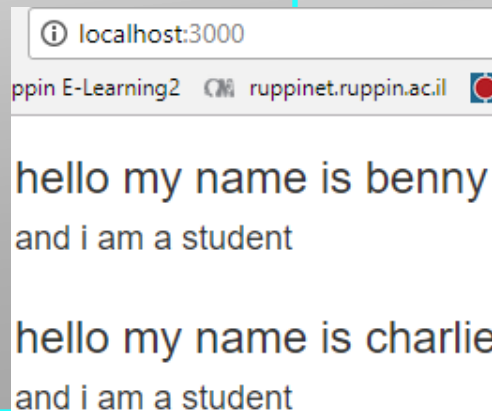 localhost:3000
ppin E-Learning2 ruppinet.ruppin.ac.il
hello my name is benny
and i am a student
hello my name is charlie
and i am a student